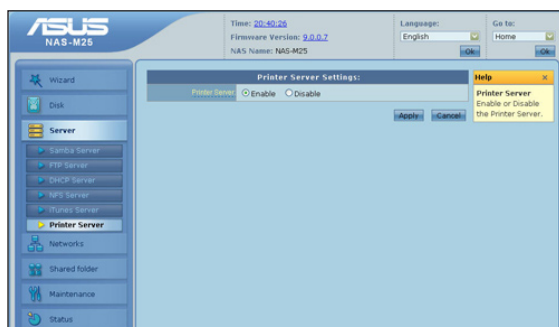 ASUS
NAS-M25
Time: 20:40:26
Firmware Version: 9.0.0.7
NAS Name: NAS-M25
Language:
English
Ok
Go to:
Home
Ok
Wizard
Disk
Server
Samba Server
FTP Server
DHCP Server
NFS Server
iTunes Server
Printer Server
Networks
Shared folder
Maintenance
Status
Printer Server Settings:
Printer Server: Enable Disable
Apply Cancel
Help ×
Printer Server
Enable or Disable
the Printer Server.